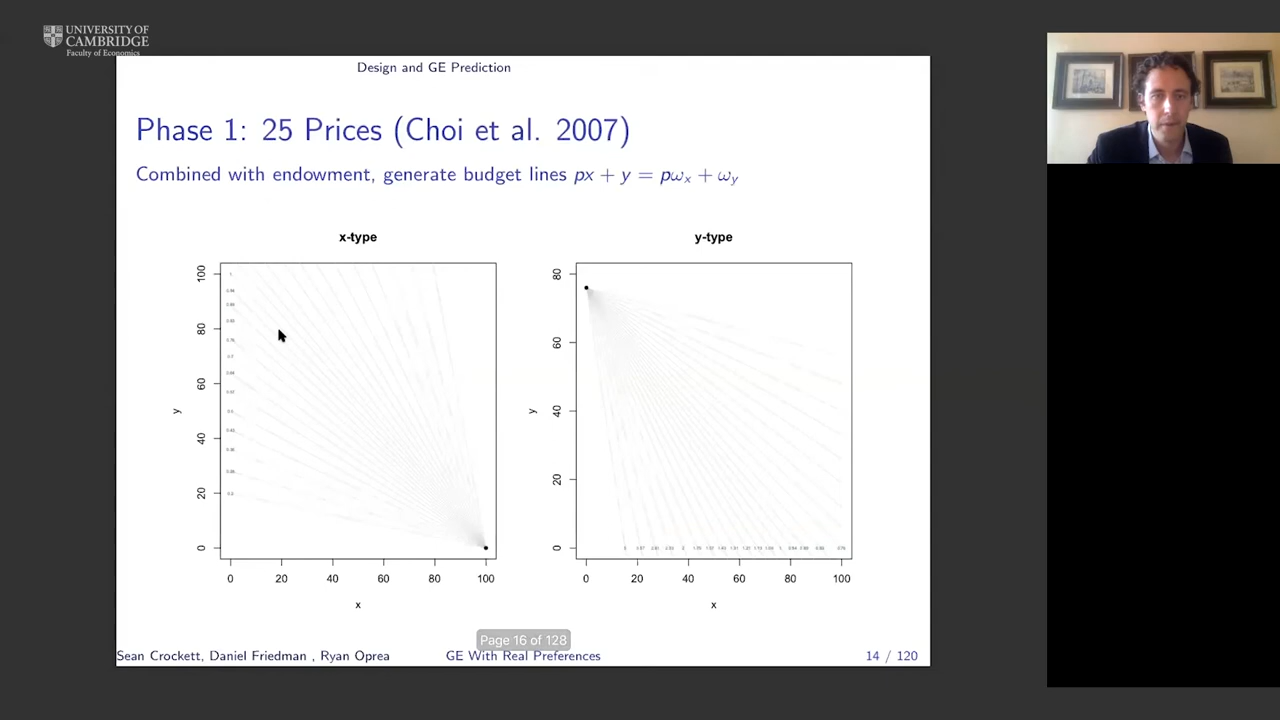 UNIVERSITY OF
CAMBRIDGE
Faculty of Economics
Design and GE Prediction
Phase 1: 25 Prices (Choi et al. 2007)
Combined with endowment, generate budget lines px + y = pωx + ωy
x-type
y
100
80
60
40
20
0
0 20 40 60 80 100
x
y-type
y
80
60
40
20
0
0 20 40 60 80 100
x
Page 16 of 128
Sean Crockett, Daniel Friedman , Ryan Oprea
GE With Real Preferences
14 / 120